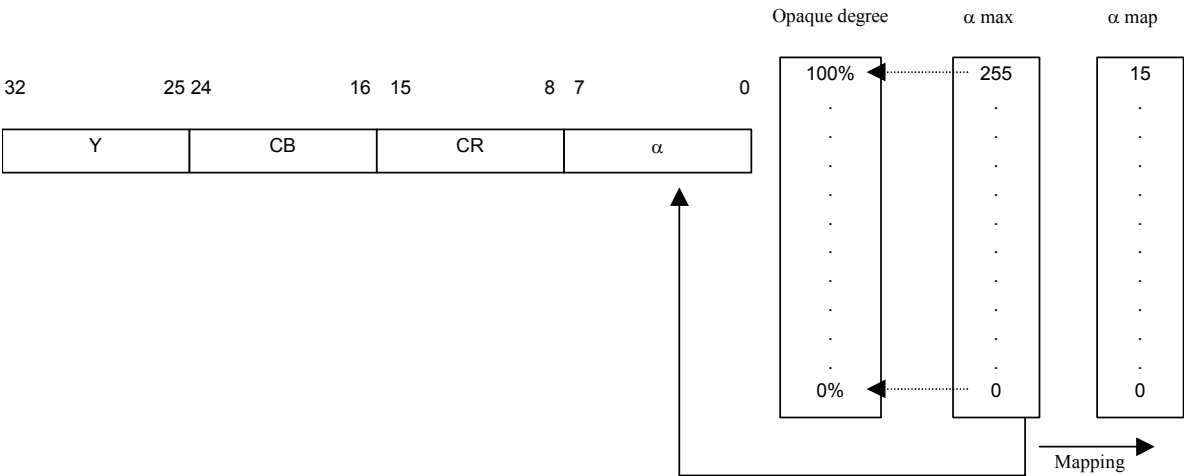 Opaque degree α max α map
32 25 24 16 15 8 7 0
Y CB CR α
100% 255 15
.  .  .
.  .  .
.  .  .
.  .  .
.  .  .
.  .  .
.  .  .
.  .  .
.  .  .
.  .  .
0% 0 0
Mapping